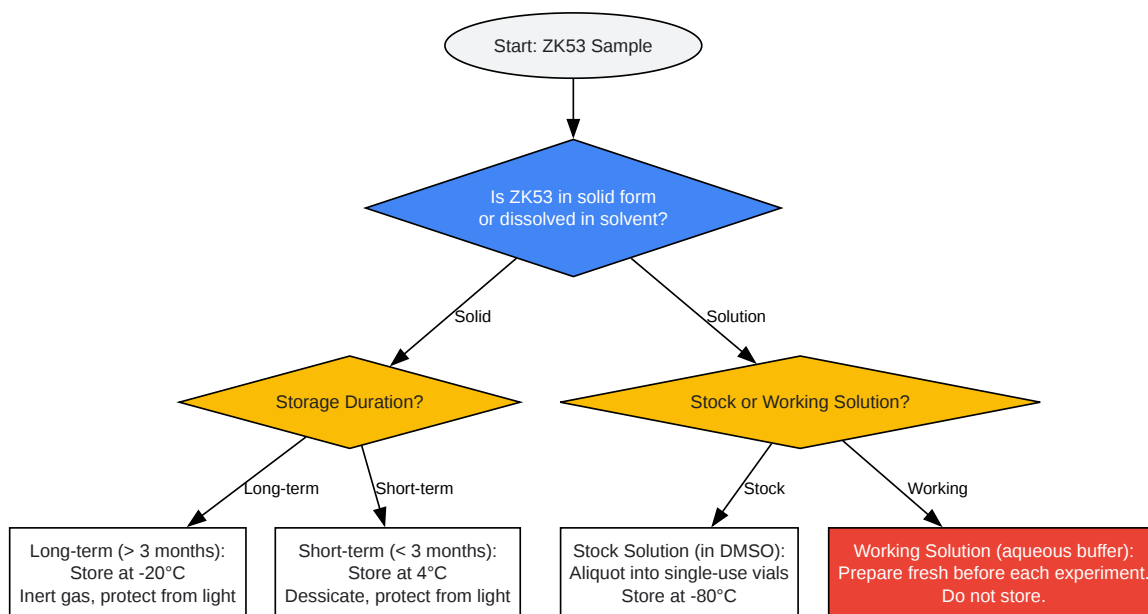 Start: ZK53 Sample
Is ZK53 in solid form
or dissolved in solvent?
Solid
Solution
Storage Duration?
Stock or Working Solution?
Long-term
Short-term
Stock
Working
Long-term (> 3 months):
Store at -20°C
Inert gas, protect from light
Short-term (< 3 months):
Store at 4°C
Dessicate, protect from light
Stock Solution (in DMSO):
Aliquot into single-use vials
Store at -80°C
Working Solution (aqueous buffer):
Prepare fresh before each experiment.
Do not store.